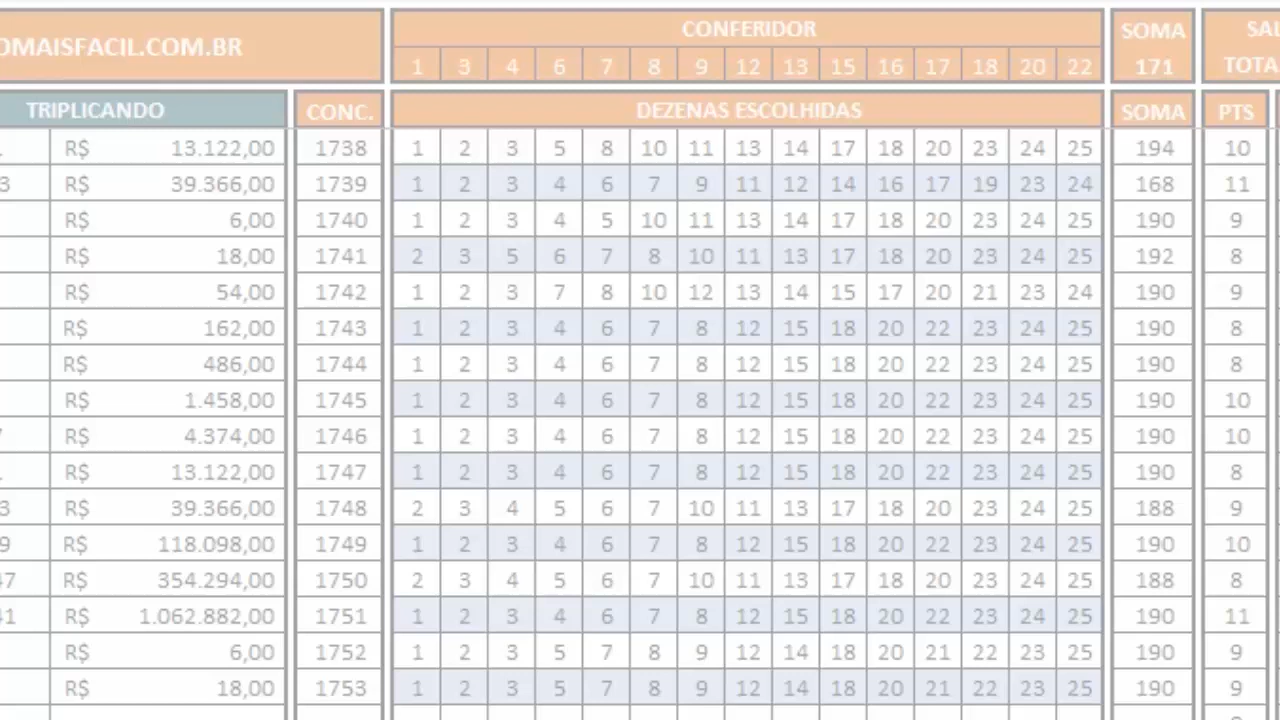 OMAISFACIL.COM.BR CONFERIDOR SOMA SAL
1 3 4 6 7 8 9 12 13 15 16 17 18 20 22 171 TOTA
TRIPLICANDO CONC. DEZENAS ESCOLHIDAS SOMA PTS
R$ 13.122,00 1738 1 2 3 5 8 10 11 13 14 17 18 20 23 24 25 194 10
3 R$ 39.366,00 1739 1 2 3 4 6 7 9 11 12 14 16 17 19 23 24 168 11
R$ 6,00 1740 1 2 3 4 5 10 11 13 14 17 18 20 23 24 25 190 9
R$ 18,00 1741 2 3 5 6 7 8 10 11 13 17 18 20 23 24 25 192 8
R$ 54,00 1742 1 2 3 7 8 10 12 13 14 15 17 20 21 23 24 190 9
R$ 162,00 1743 1 2 3 4 6 7 8 12 15 18 20 22 23 24 25 190 8
R$ 486,00 1744 1 2 3 4 6 7 8 12 15 18 20 22 23 24 25 190 8
R$ 1.458,00 1745 1 2 3 4 6 7 8 12 15 18 20 22 23 24 25 190 10
R$ 4.374,00 1746 1 2 3 4 6 7 8 12 15 18 20 22 23 24 25 190 10
R$ 13.122,00 1747 1 2 3 4 6 7 8 12 15 18 20 22 23 24 25 190 8
3 R$ 39.366,00 1748 2 3 4 5 6 7 10 11 13 17 18 20 23 24 25 188 9
9 R$ 118.098,00 1749 1 2 3 4 6 7 8 12 15 18 20 22 23 24 25 190 10
47 R$ 354.294,00 1750 2 3 4 5 6 7 10 11 13 17 18 20 23 24 25 188 8
41 R$ 1.062.882,00 1751 1 2 3 4 6 7 8 12 15 18 20 22 23 24 25 190 11
R$ 6,00 1752 1 2 3 5 7 8 9 12 14 18 20 21 22 23 25 190 9
R$ 18,00 1753 1 2 3 5 7 8 9 12 14 18 20 21 22 23 25 190 9